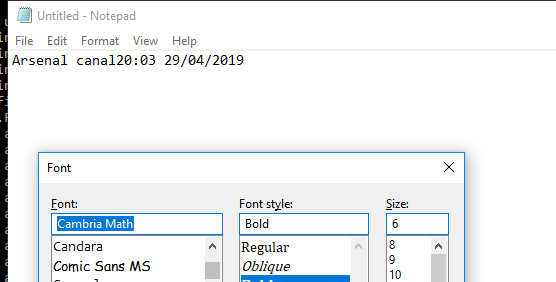 Untitled - Notepad
File Edit Format View Help
Arsenal canal20:03 29/04/2019
Font
Font: Font style: Size:
Cambria Math Bold 6
Candara Regular 8
Comic Sans MS Oblique 9
10